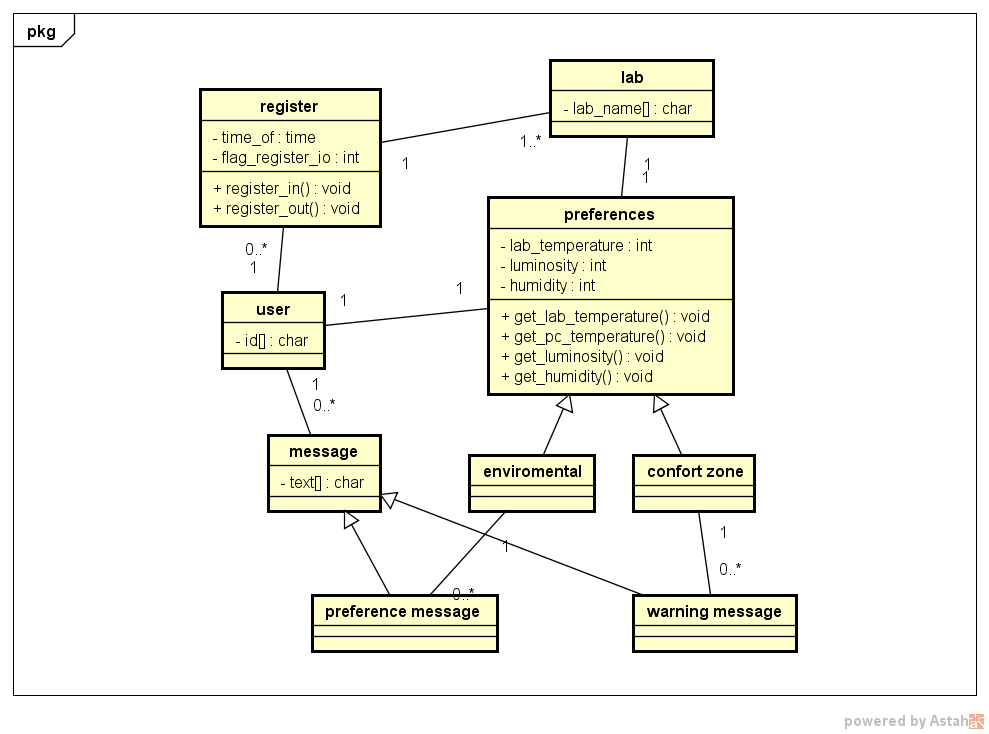 pkg
lab
- lab_name[] : char
register
- time_of : time
- flag_register_io : int
+ register_in() : void
+ register_out() : void
1..*
1
1
1
preferences
- lab_temperature : int
- luminosity : int
- humidity : int
+ get_lab_temperature() : void
+ get_pc_temperature() : void
+ get_luminosity() : void
+ get_humidity() : void
0..*
1
user
- id[] : char
1
1
1
0..*
message
- text[] : char
enviromental
confort zone
1
1
0..*
0..*
preference message
warning message
powered by Astah